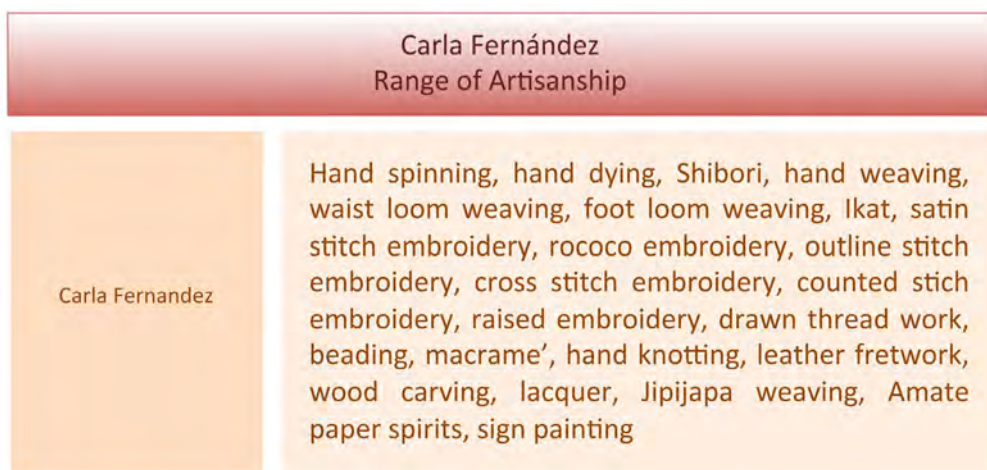 Carla Fernández
Range of Artisanship
Carla Fernandez
Hand spinning, hand dying, Shibori, hand weaving,
waist loom weaving, foot loom weaving, Ikat, satin
stitch embroidery, rococo embroidery, outline stitch
embroidery, cross stitch embroidery, counted stich
embroidery, raised embroidery, drawn thread work,
beading, macrame’, hand knotting, leather fretwork,
wood carving, lacquer, Jipijapa weaving, Amate
paper spirits, sign painting